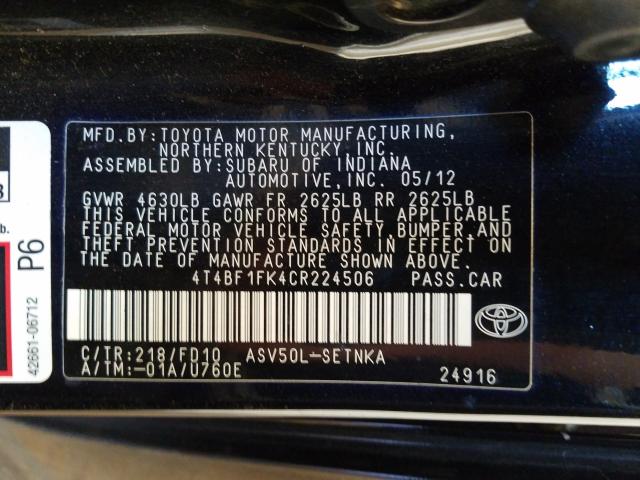 MFD.BY:TOYOTA MOTOR MANUFACTURING,
NORTHERN KENTUCKY,INC.
ASSEMBLED BY:SUBARU OF INDIANA
AUTOMOTIVE,INC. 05/12
GVWR 4630LB GAWR FR 2625LB RR 2625LB
THIS VEHICLE CONFORMS TO ALL APPLICABLE
FEDERAL MOTOR VEHICLE SAFETY,BUMPER,AND
THEFT PREVENTION STANDARDS IN EFFECT ON
THE DATE OF MANUFACTURE SHOWN ABOVE.
4T4BF1FK4CR224506 PASS.CAR
C/TR:218/FD10 ASV50L-SETNKA
A/TM:-01A/U760E 24916
P6
42661-06712
b.
3